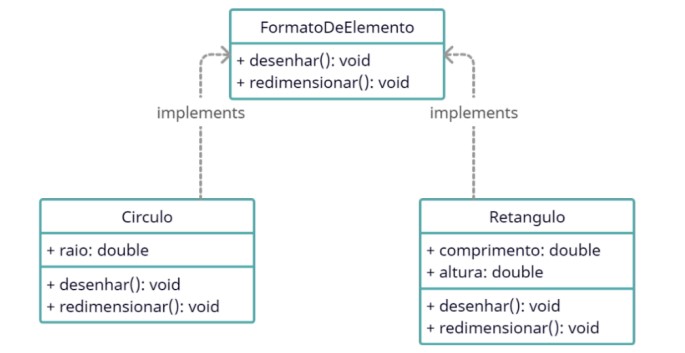 FormatoDeElemento
+ desenhar(): void
+ redimensionar(): void
implements
implements
Circulo
+ raio: double
+ desenhar(): void
+ redimensionar(): void
Retangulo
+ comprimento: double
+ altura: double
+ desenhar(): void
+ redimensionar(): void